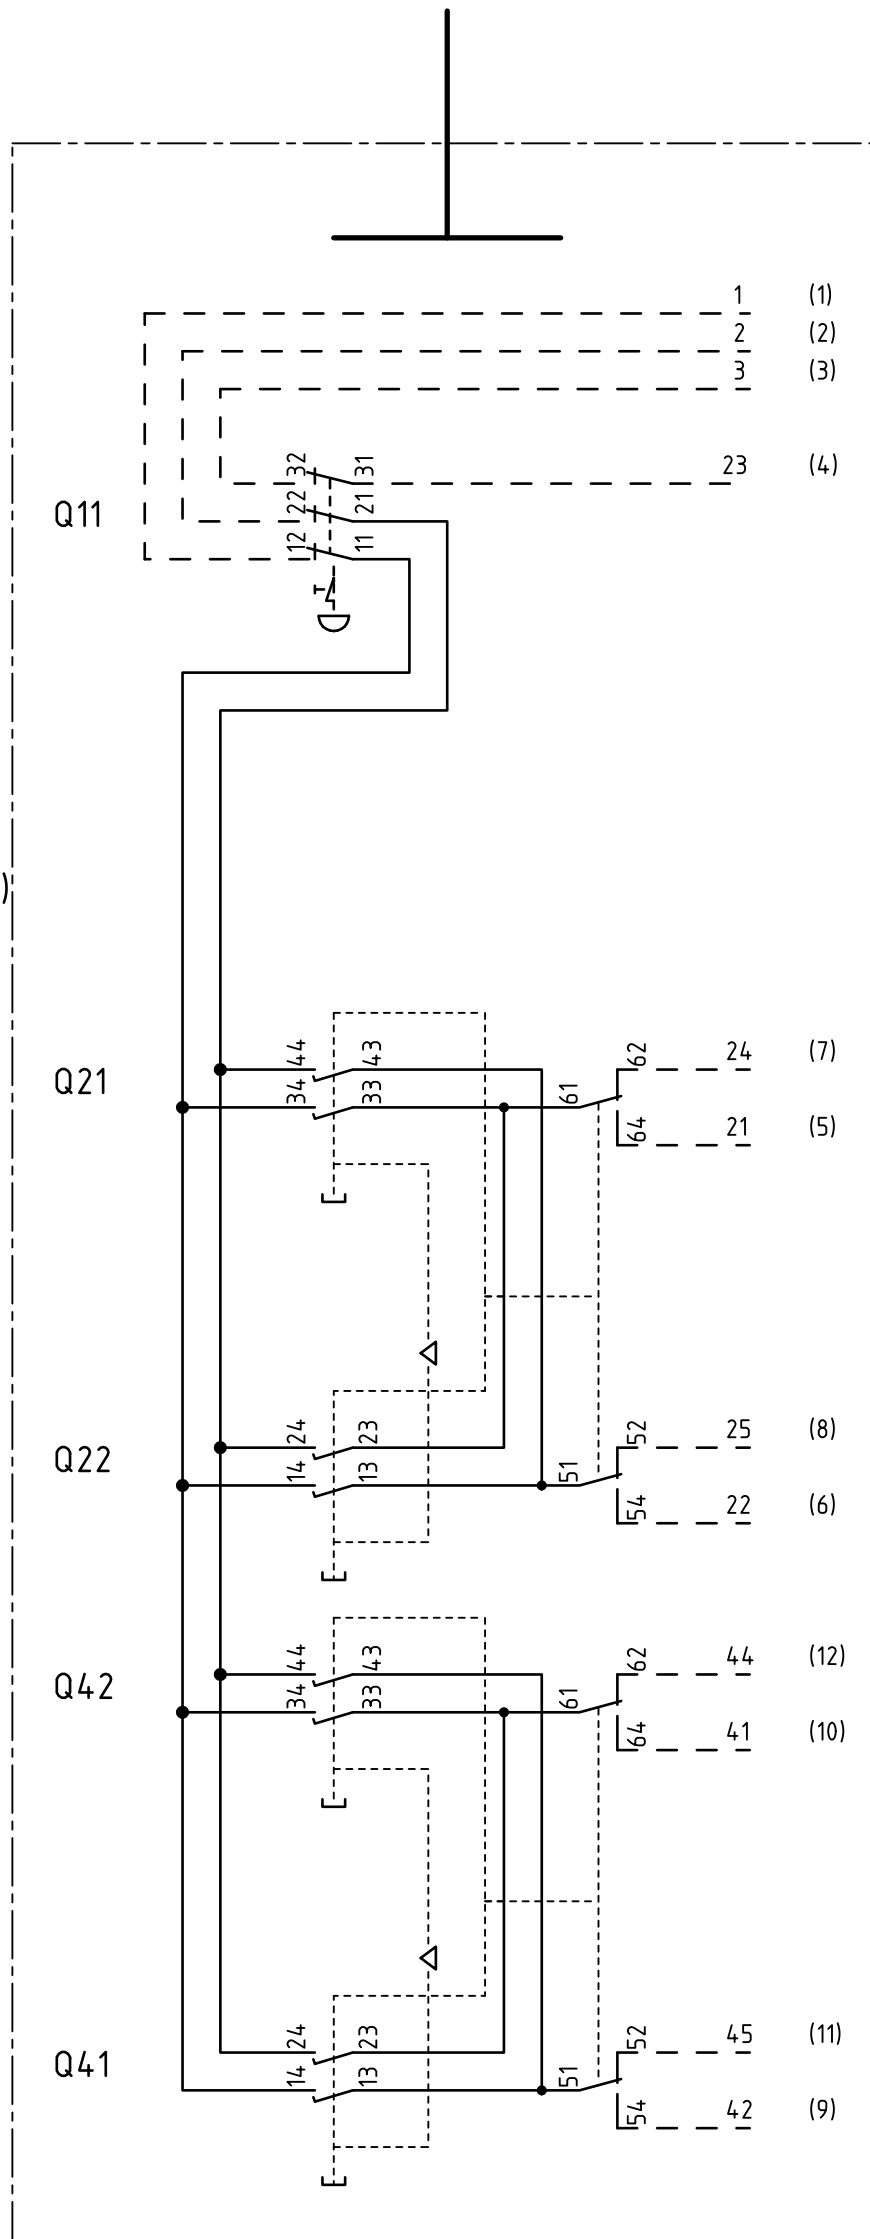 1 (1)
2 (2)
3 (3)
32 31 23 (4)
Q11 22 21
12 11
)
44 43 62 24 (7)
Q21 34 33 61
64 21 (5)
24 23 52 25 (8)
Q22 14 13 51
54 22 (6)
44 43 62 44 (12)
Q42 34 33 61
64 41 (10)
24 23 52 45 (11)
Q41 14 13 51
54 42 (9)